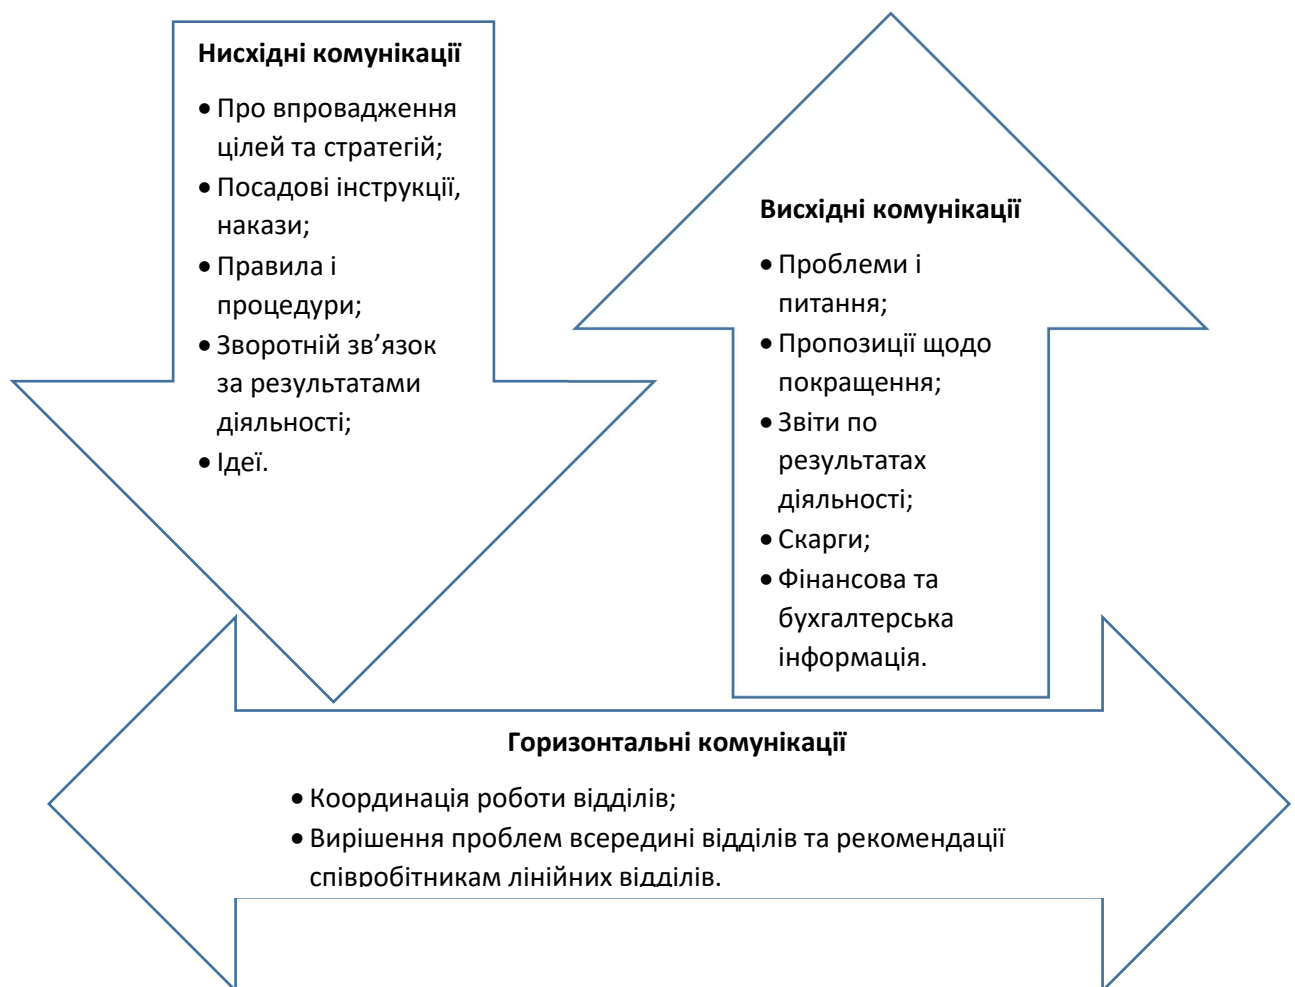 Нисхідні комунікації
• Про впровадження
цілей та стратегій;
• Посадові інструкції,
накази;
• Правила і
процедури;
• Зворотній зв’язок
за результатами
діяльності;
• Ідеї.
Висхідні комунікації
• Проблеми і
питання;
• Пропозиції щодо
покращення;
• Звіти по
результатах
діяльності;
• Скарги;
• Фінансова та
бухгалтерська
інформація.
Горизонтальні комунікації
• Координація роботи відділів;
• Вирішення проблем всередині відділів та рекомендації
співробітникам лінійних відділів.